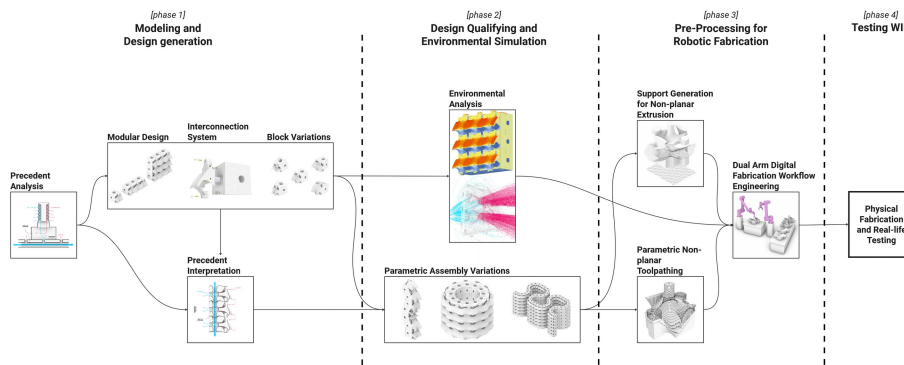 [phase 1]
Modeling and
Design generation
[phase 2]
Design Qualifying and
Environmental Simulation
[phase 3]
Pre-Processing for
Robotic Fabrication
[phase 4]
Testing WI
Precedent
Analysis
Modular Design
Interconnection
System
Block Variations
Precedent
Interpretation
Environmental
Analysis
Parametric Assembly Variations
Support Generation
for Non-planar
Extrusion
Parametric Non-
planar
Toolpathing
Dual Arm Digital
Fabrication Workflow
Engineering
Physical
Fabrication
and Real-life
Testing